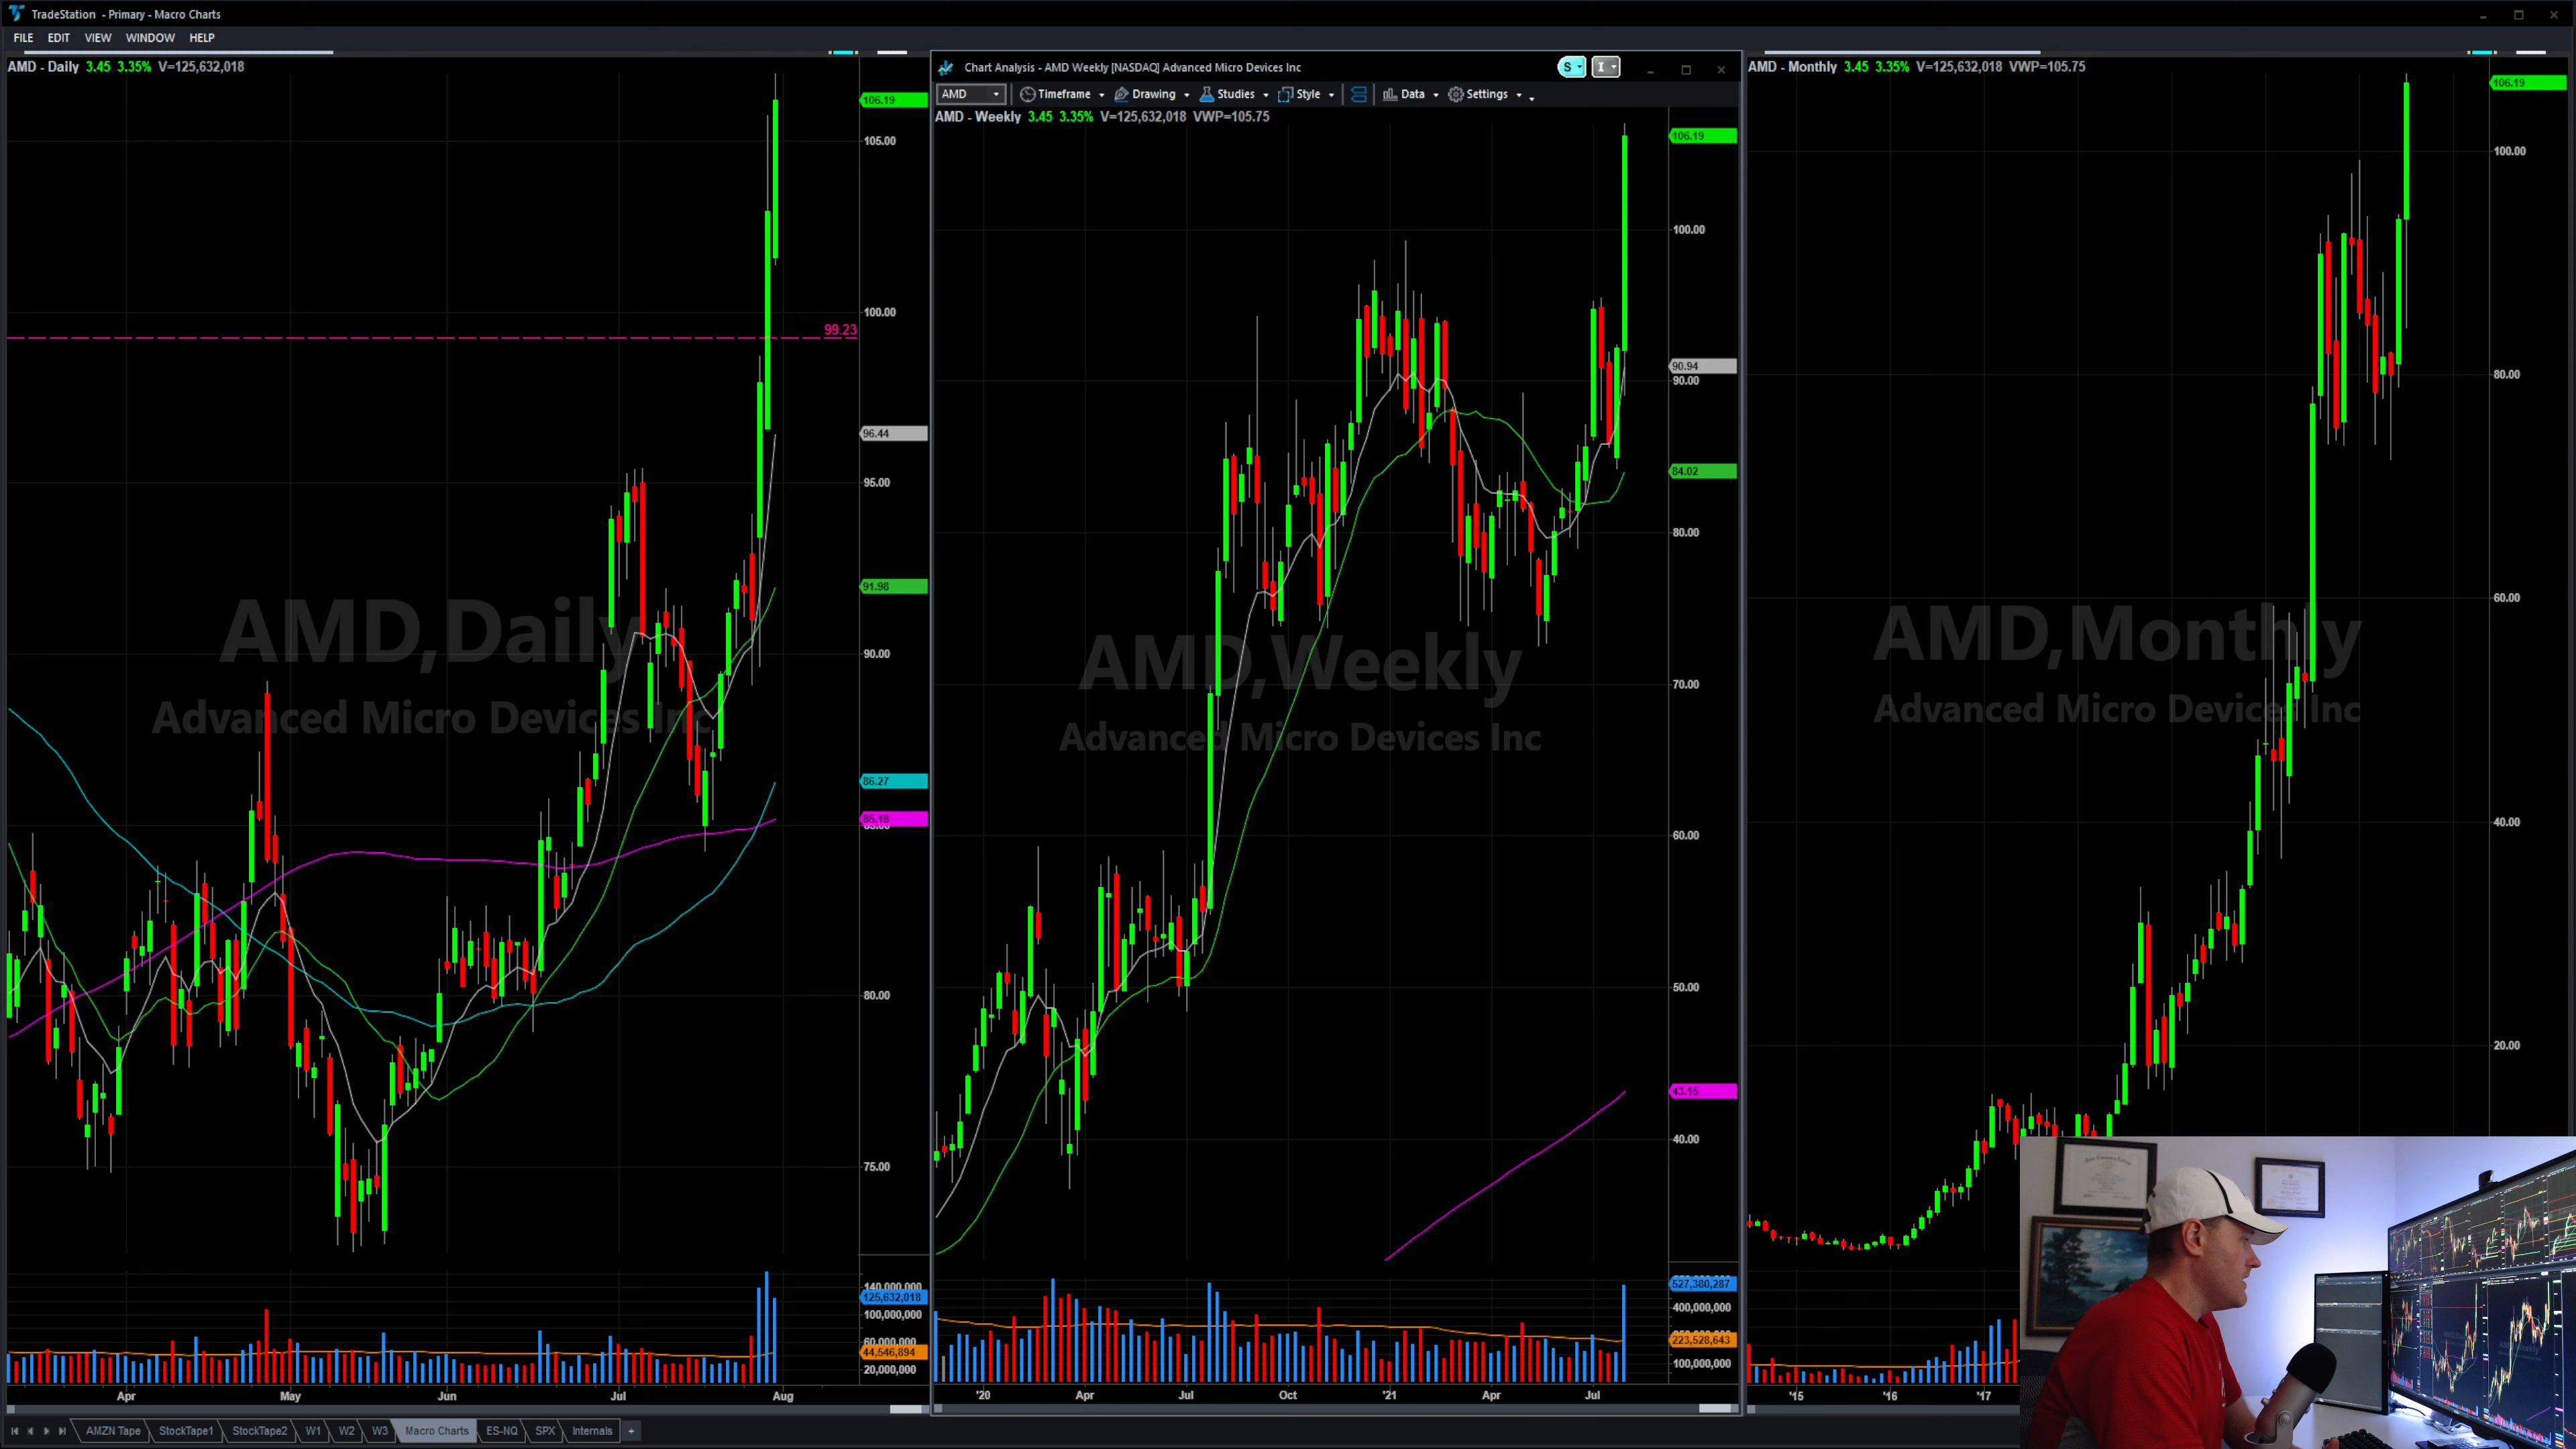 TradeStation - Primary - Macro Charts
FILE EDIT VIEW WINDOW HELP
AMD - Daily 3.45 3.35% V=125,632,018
106.19
105.00
100.00
99.23
96.44
95.00
91.98
90.00
86.27
85.18
80.00
75.00
AMD,Daily
Advanced Micro Devices Inc
140,000,000
125,632,018
100,000,000
60,000,000
44,546,894
20,000,000
Apr May Jun Jul Aug
Chart Analysis - AMD Weekly [NASDAQ] Advanced Micro Devices Inc
S I
AMD Timeframe Drawing Studies Style Data Settings
AMD - Weekly 3.45 3.35% V=125,632,018 VWP=105.75
106.19
100.00
90.94
90.00
84.02
80.00
70.00
60.00
50.00
43.15
40.00
AMD,Weekly
Advanced Micro Devices Inc
527,380,287
400,000,000
223,528,643
100,000,000
'20 Apr Jul Oct '21 Apr Jul
AMD - Monthly 3.45 3.35% V=125,632,018 VWP=105.75
106.19
100.00
80.00
60.00
40.00
20.00
AMD,Monthly
Advanced Micro Devices Inc
'15 '16 '17
AMZN Tape StockTape1 StockTape2 W1 W2 W3 Macro Charts ES-NQ SPX Internals +